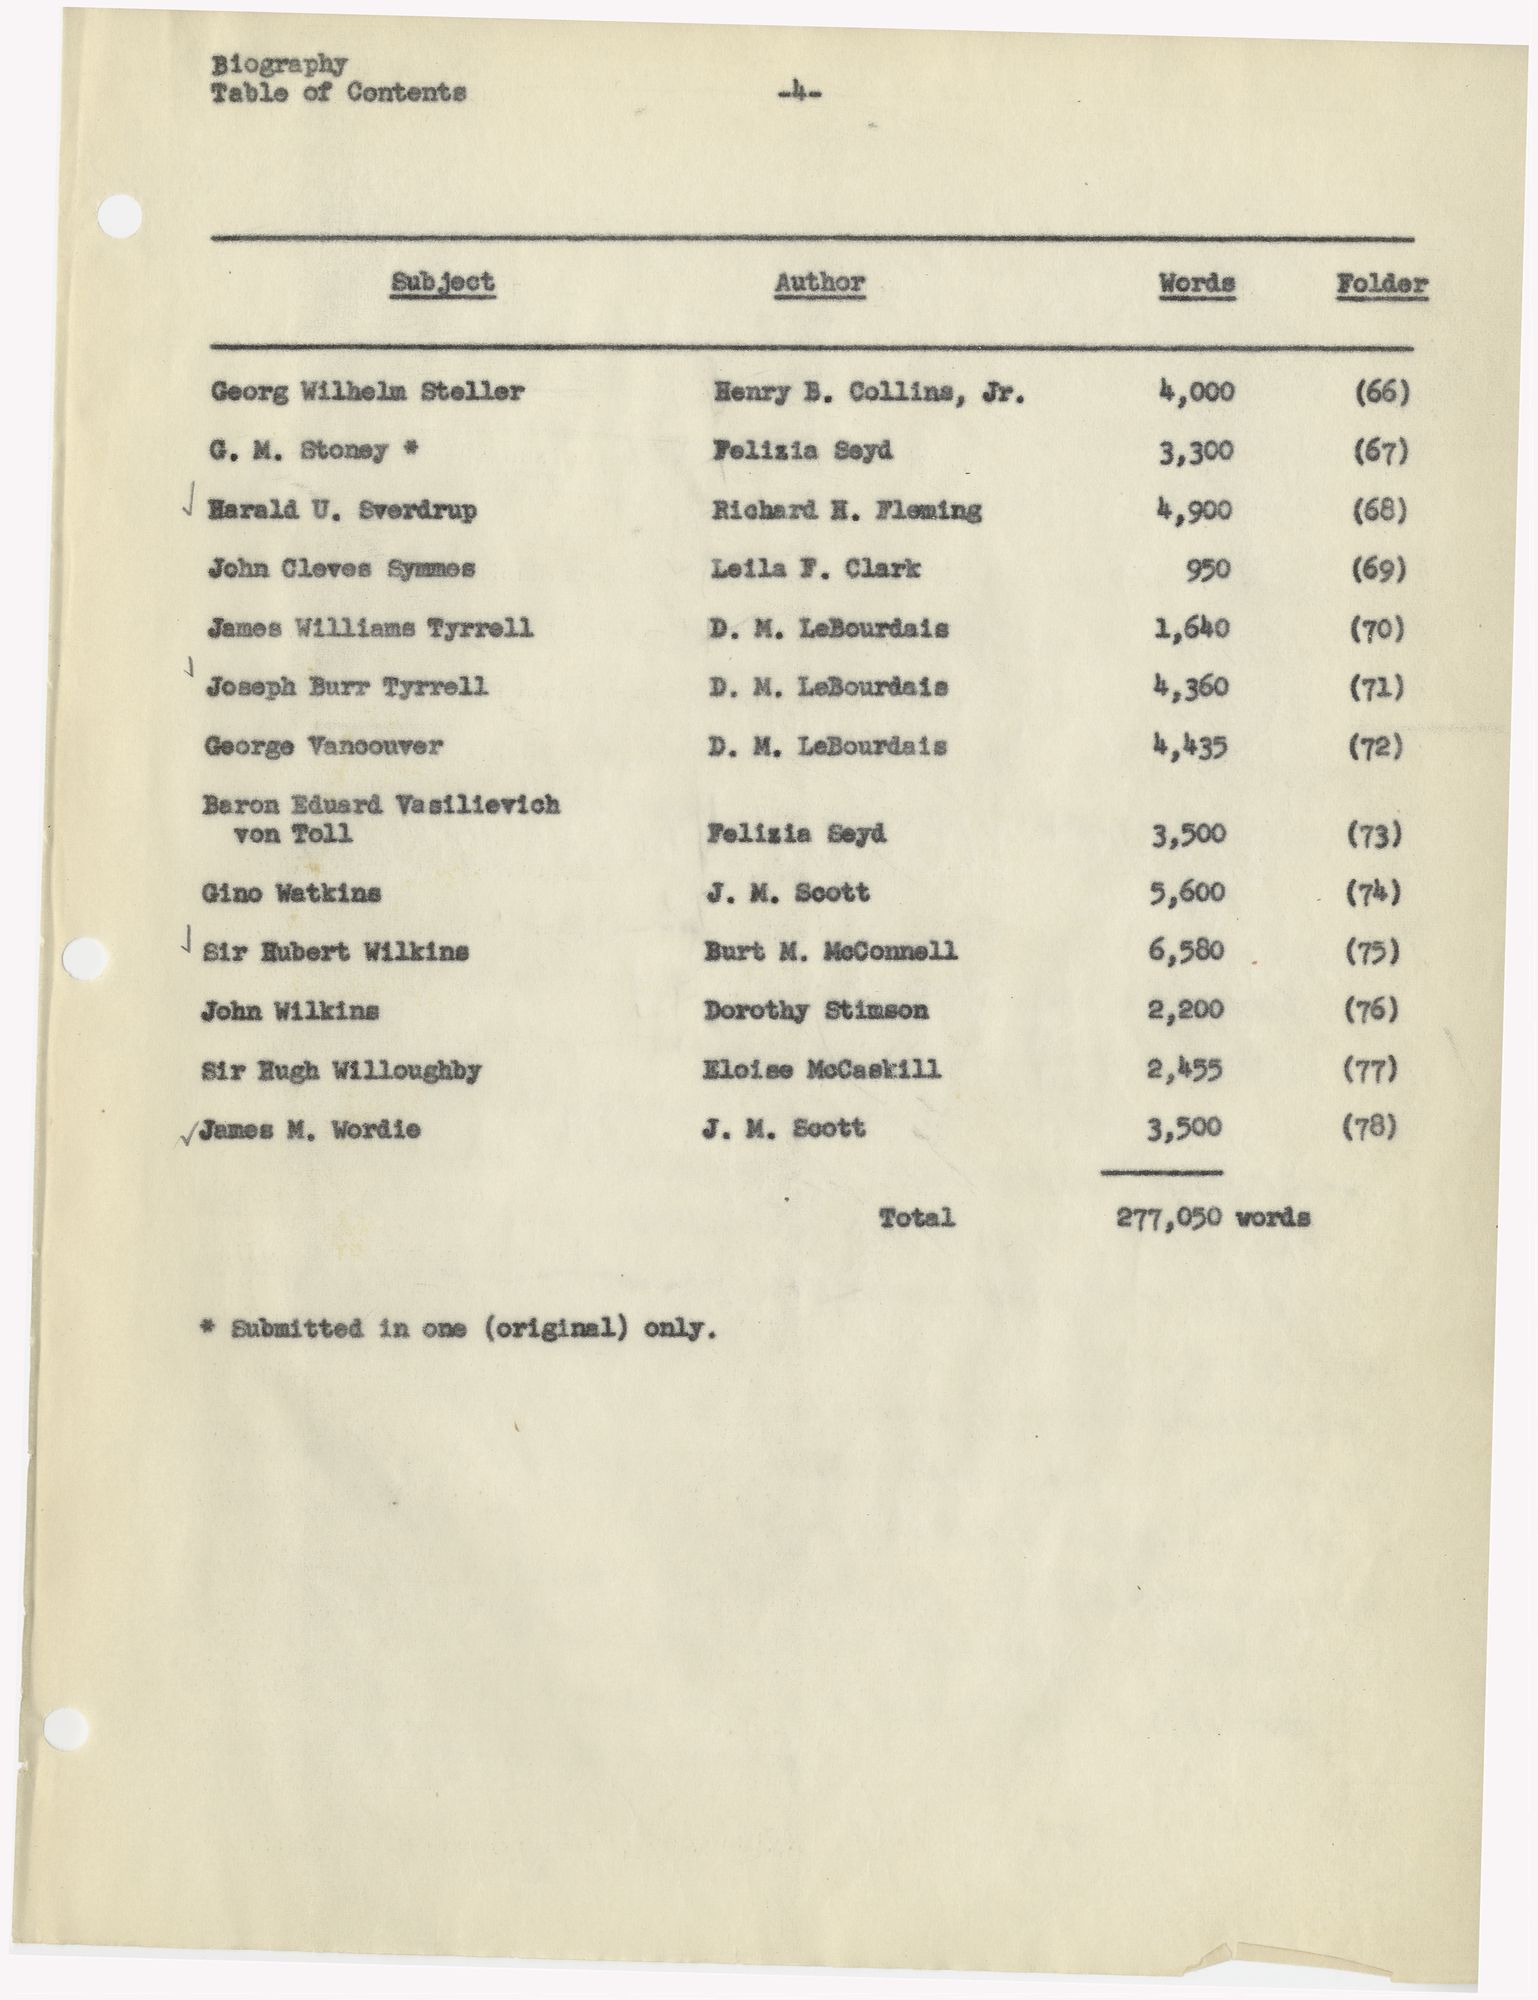 Biography
Table of Contents -4-
Subject Author Words Folder
Georg Wilhelm Steller Henry B. Collins, Jr. 4,000 (66)
G. M. Stoney * Felizia Seyd 3,300 (67)
✓ Harald U. Sverdrup Richard H. Fleming 4,900 (68)
John Cleves Symmes Leila F. Clark 950 (69)
James Williams Tyrrell D. M. LeBourdais 1,640 (70)
✓ Joseph Burr Tyrrell D. M. LeBourdais 4,360 (71)
George Vancouver D. M. LeBourdais 4,435 (72)
Baron Eduard Vasilievich
von Toll Felizia Seyd 3,500 (73)
Gino Watkins J. M. Scott 5,600 (74)
✓ Sir Hubert Wilkins Burt M. McConnell 6,580 (75)
John Wilkins Dorothy Stimson 2,200 (76)
Sir Hugh Willoughby Eloise McCaskill 2,455 (77)
✓ James M. Wordie J. M. Scott 3,500 (78)
Total 277,050 words
* Submitted in one (original) only.